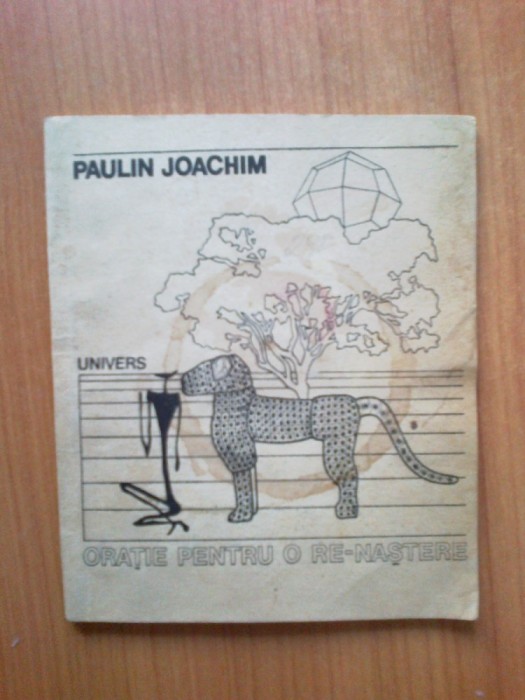 PAULIN JOACHIM
UNIVERS
ORAȚIE PENTRU O RE-NAȘTERE